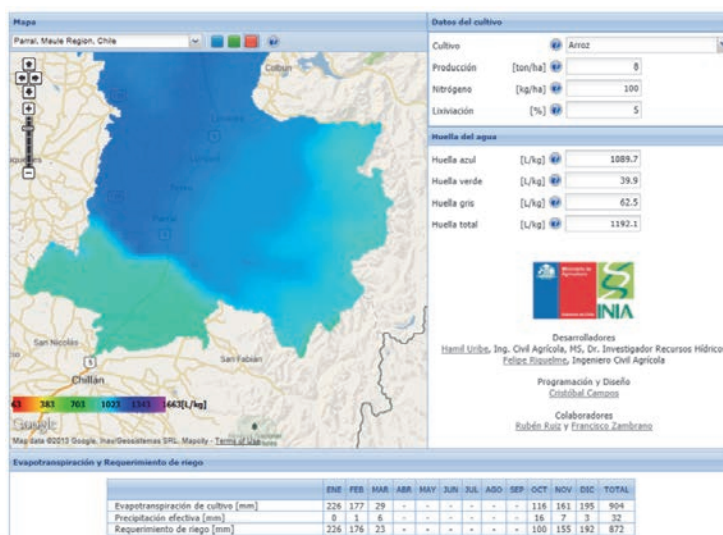 Mapa
Parral, Maule Region, Chile
Colbun
Linares
Parral
San Nicolás
San Fabián
Chillán
63 383 703 1023 1343 1663[L/kg]
Google
Map data ©2013 Google, Inav/Geosistemas SRL, Mapcity - Terms of Use
Datos del cultivo
Cultivo Arroz
Producción [ton/ha] 8
Nitrógeno [kg/ha] 100
Lixiviación [%] 5
Huella del agua
Huella azul [L/kg] 1089.7
Huella verde [L/kg] 39.9
Huella gris [L/kg] 62.5
Huella total [L/kg] 1192.1
Ministerio de Agricultura
INIA
Desarrolladores
Hamil Uribe, Ing. Civil Agrícola, MS, Dr. Investigador Recursos Hídricos
Felipe Riquelme, Ingeniero Civil Agrícola
Programación y Diseño
Cristóbal Campos
Colaboradores
Rubén Ruiz y Francisco Zambrano
Evapotranspiración y Requerimiento de riego
ENE FEB MAR ABR MAY JUN JUL AGO SEP OCT NOV DIC TOTAL
Evapotranspiración de cultivo [mm] 226 177 29 - - - - - - 116 161 195 904
Precipitación efectiva [mm] 0 1 6 - - - - - - 16 7 3 32
Requerimiento de riego [mm] 226 176 23 - - - - - - 100 155 192 872